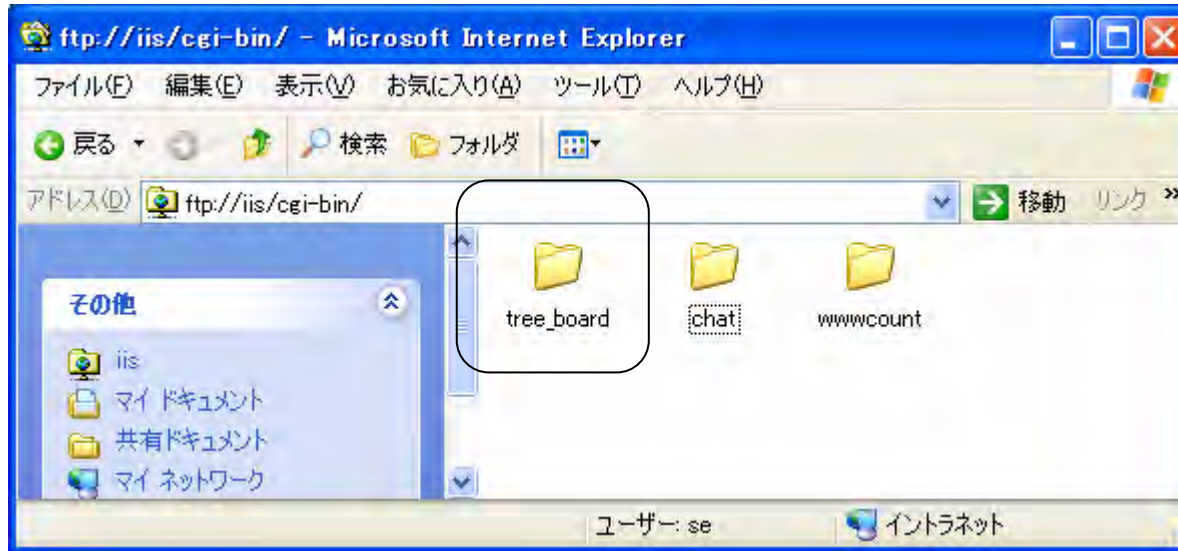 ftp://iis/cgi-bin/ - Microsoft Internet Explorer
ファイル(F) 編集(E) 表示(V) お気に入り(A) ツール(T) ヘルプ(H)
戻る 検索 フォルダ
アドレス(D) ftp://iis/cgi-bin/ 移動 リンク »
その他
iis
マイ ドキュメント
共有ドキュメント
マイ ネットワーク
tree_board chat wwwcount
ユーザー: se イントラネット